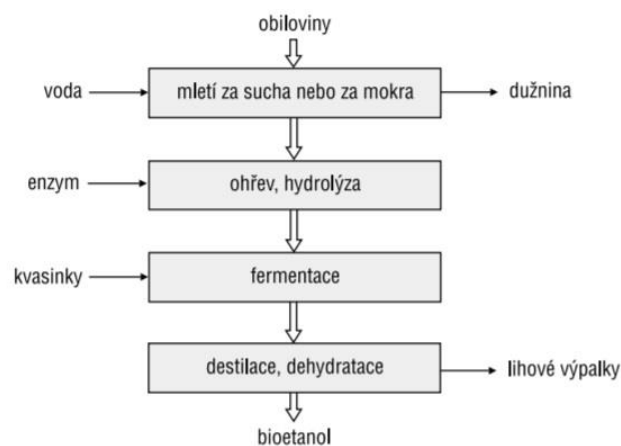 obiloviny
voda
mletí za sucha nebo za mokra
dužnina
enzym
ohřev, hydrolýza
kvasinky
fermentace
destilace, dehydratace
lihové výpalky
bioetanol